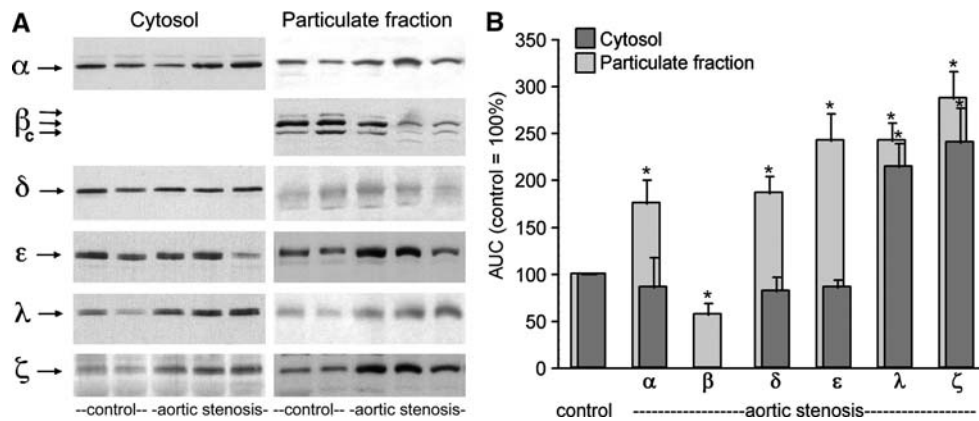 A
Cytosol
Particulate fraction
α
β
c
δ
ε
λ
ζ
--control-- -aortic stenosis-
--control-- -aortic stenosis-
B
AUC (control = 100%)
350
300
250
200
150
100
50
0
Cytosol
Particulate fraction
* * * * * * * *
α β δ ε λ ζ
control ----------------------aortic stenosis--------------------